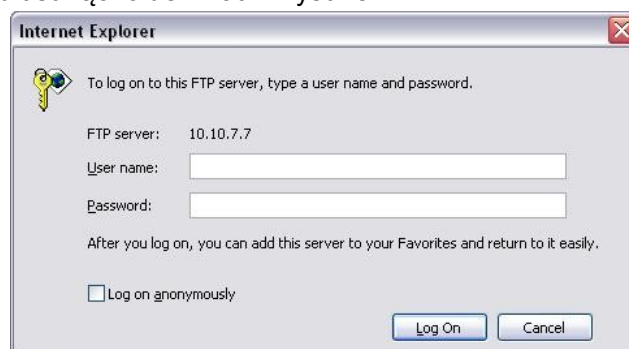 Internet Explorer
To log on to this FTP server, type a user name and password.
FTP server: 10.10.7.7
User name:
Password:
After you log on, you can add this server to your Favorites and return to it easily.
Log on anonymously
Log On Cancel